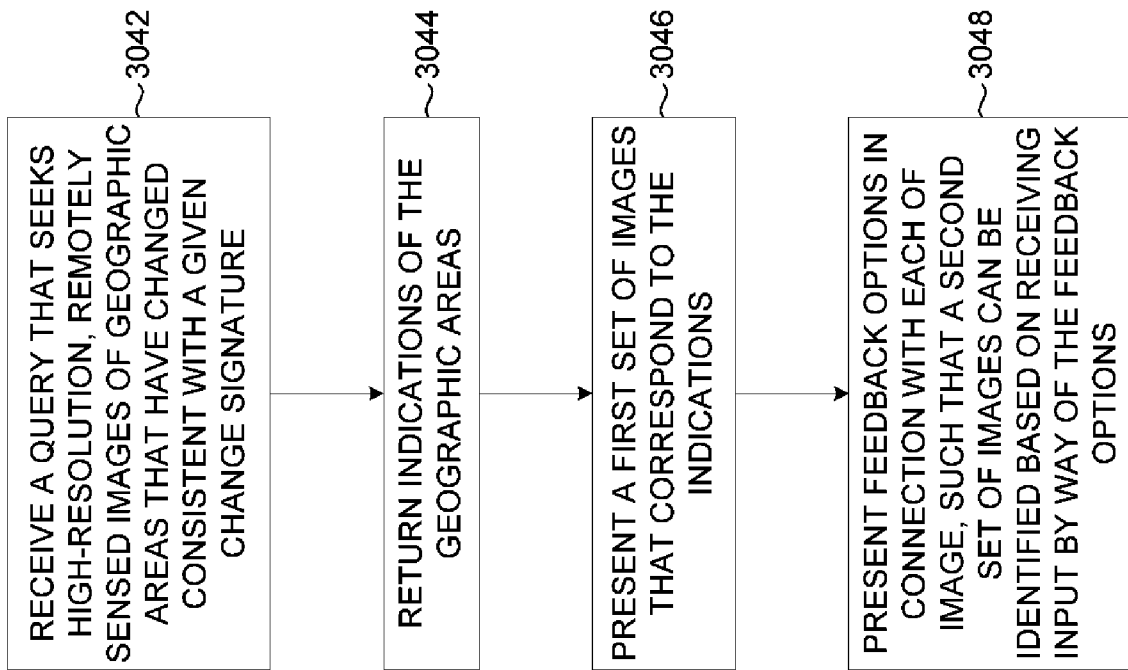 RECEIVE A QUERY THAT SEEKS
HIGH-RESOLUTION, REMOTELY
SENSED IMAGES OF GEOGRAPHIC
AREAS THAT HAVE CHANGED
CONSISTENT WITH A GIVEN
CHANGE SIGNATURE
3042
RETURN INDICATIONS OF THE
GEOGRAPHIC AREAS
3044
PRESENT A FIRST SET OF IMAGES
THAT CORRESPOND TO THE
INDICATIONS
3046
PRESENT FEEDBACK OPTIONS IN
CONNECTION WITH EACH OF
IMAGE, SUCH THAT A SECOND
SET OF IMAGES CAN BE
IDENTIFIED BASED ON RECEIVING
INPUT BY WAY OF THE FEEDBACK
OPTIONS
3048